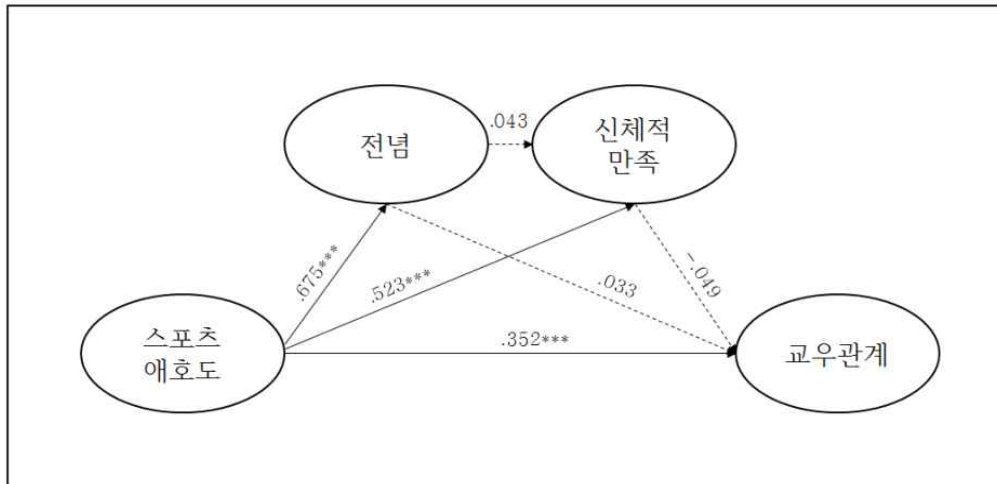 전념
.043
신체적
만족
.675***
.523***
.033
-.049
스포츠
애호도
.352***
교우관계